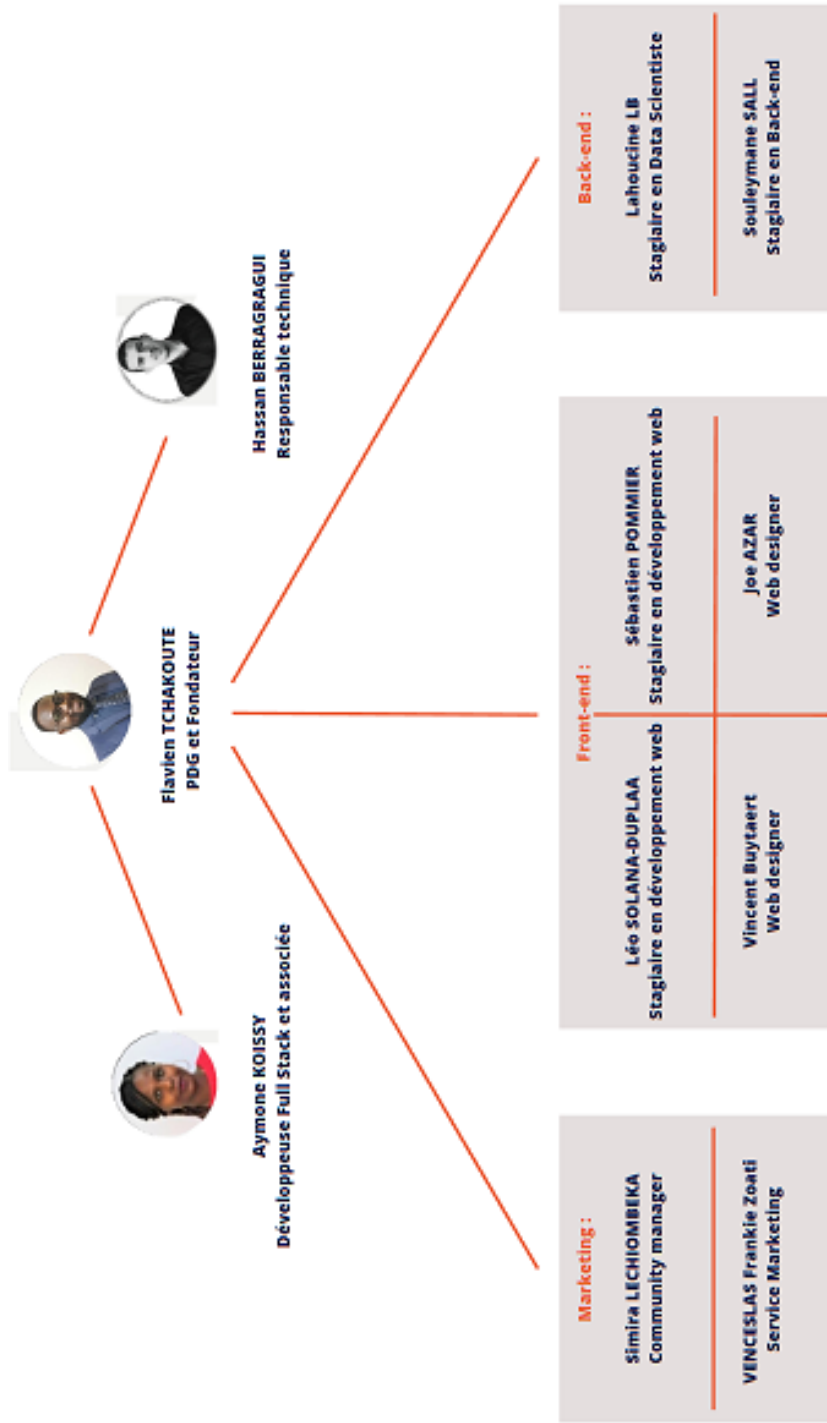 Flavien TCHAKOUTE
PDG et Fondateur
Aymone KOISSY
Développeuse Full Stack et associée
Hassan BERRAGRAGUI
Responsable technique
Marketing :
Simira LECHIOMBEKA
Community manager
VENCESLAS Frankie Zoati
Service Marketing
Front-end :
Léo SOLANA-DUPLAA
Stagiaire en développement web
Sébastien POMMIER
Stagiaire en développement web
Vincent Buytaert
Web designer
Joe AZAR
Web designer
Back-end :
Lahoucine LB
Stagiaire en Data Scientiste
Souleymane SALL
Stagiaire en Back-end